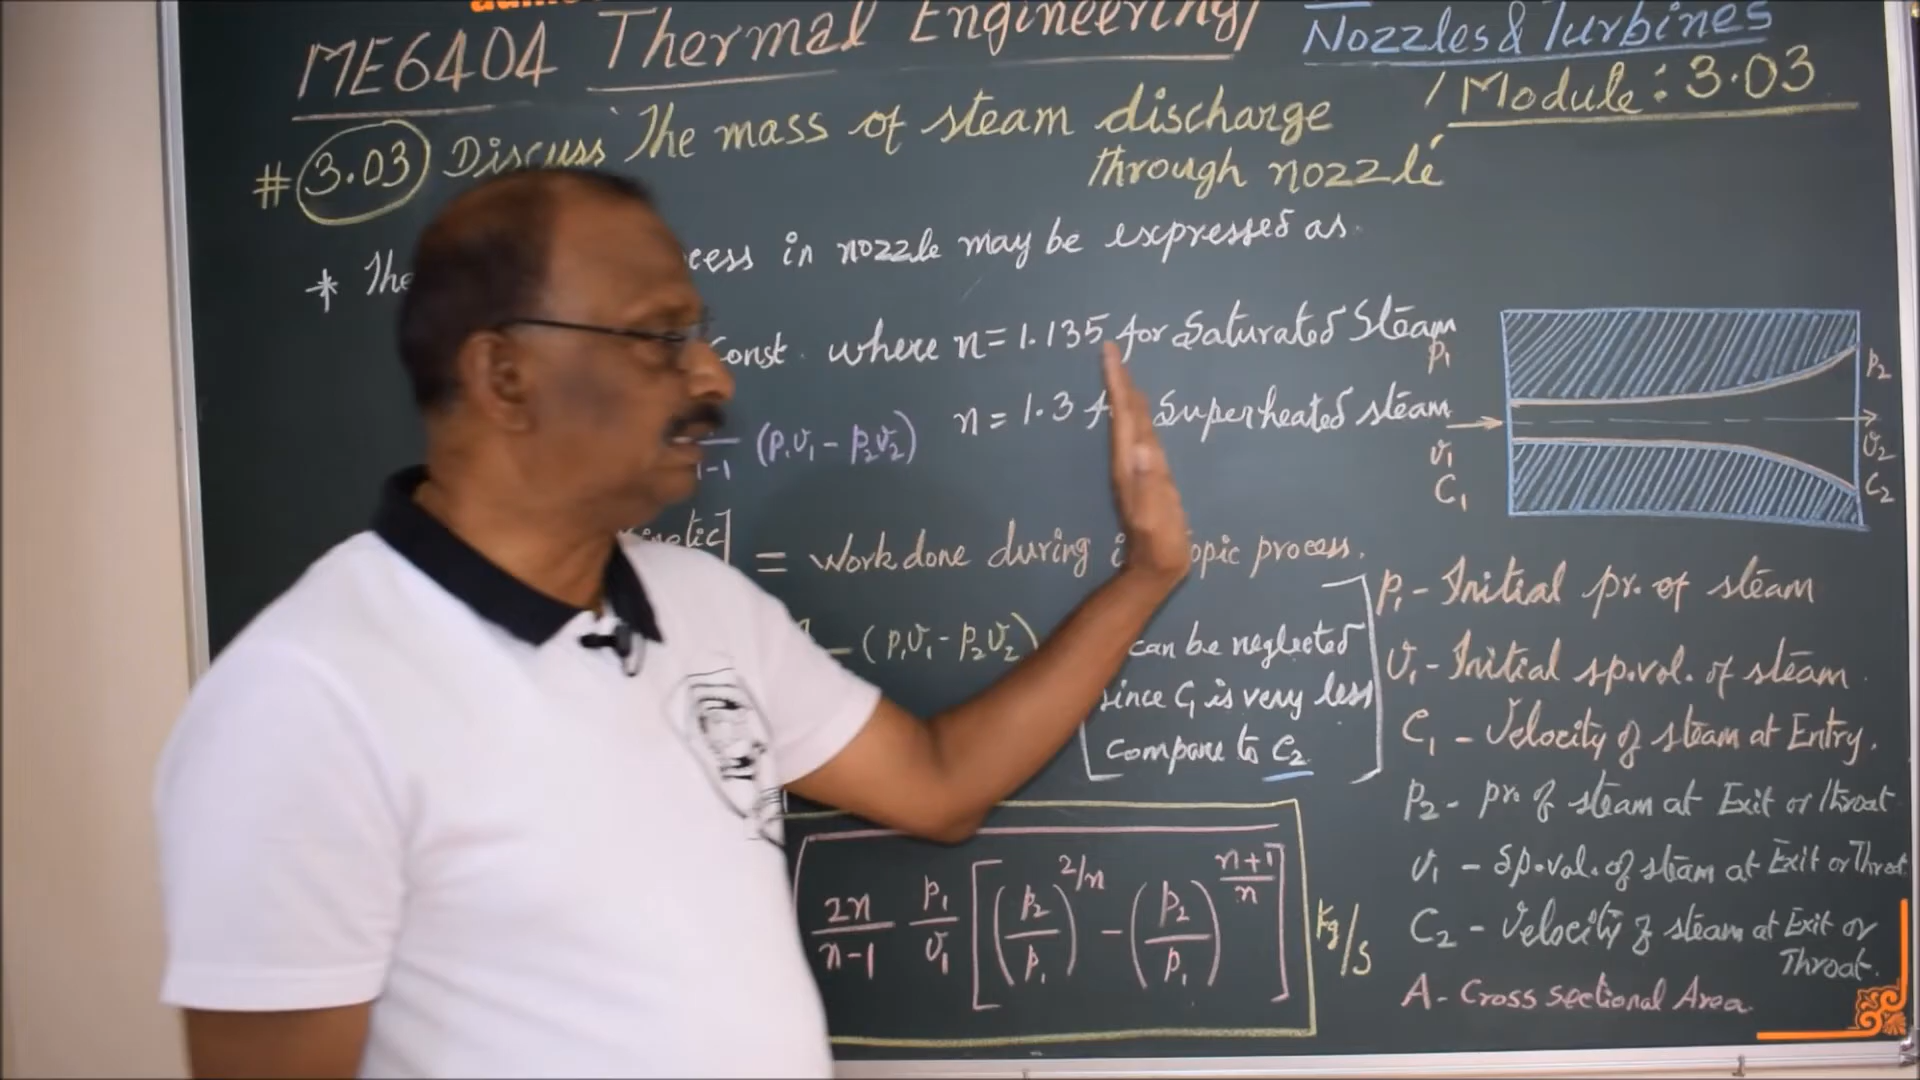 ME6404 Thermal Engineering/ Nozzles & Turbines
/ Module: 3.03
# 3.03 Discuss The mass of steam discharge
through nozzle
* The cess in nozzle may be expressed as
Const. where n = 1.135 for Saturated Steam
n = 1.3 Superheated steam
-1 (p₁v₁ - p₂v₂)
= Work done during process.
(p₁v₁ - p₂v₂)
can be neglected
since C₁ is very less
compare to C₂
2n/n-1 p₁/v₁ [(p₂/p₁)^2/n - (p₂/p₁)^n+1/n] kg/s
p₁
v₁
C₁
p₂
v₂
C₂
p₁ - Initial pr. of steam
v₁ - Initial sp.vol. of steam.
C₁ - Velocity of steam at Entry.
p₂ - pr. of steam at Exit or throat
v₁ - Sp.vol. of steam at Exit or Throat
C₂ - Velocity of steam at Exit or
Throat.
A - Cross sectional Area